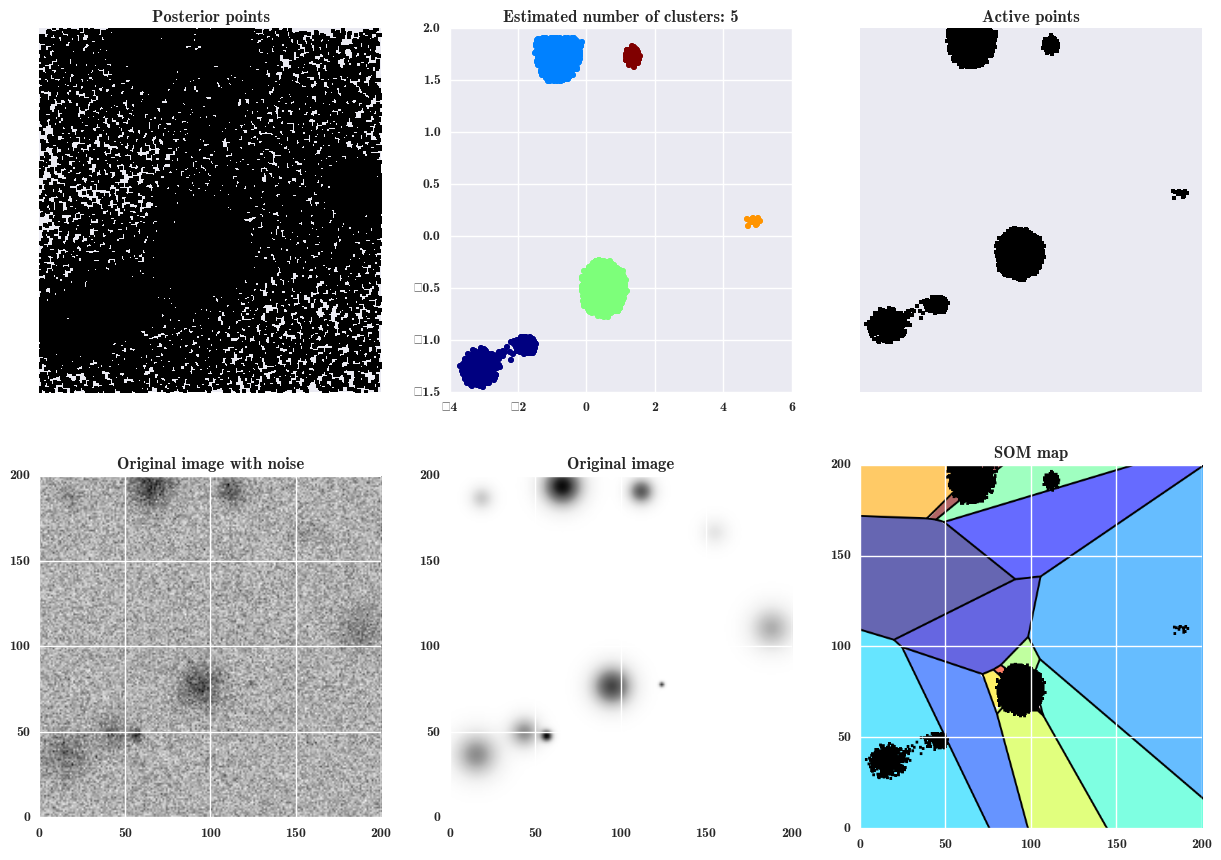 Posterior points
Estimated number of clusters: 5
Active points
2.0
1.5
1.0
0.5
0.0
□0.5
□1.0
□1.5
□4 □2 0 2 4 6
Original image with noise
Original image
SOM map
200
150
100
50
0
0 50 100 150 200
200
150
100
50
0
0 50 100 150 200
200
150
100
50
0
0 50 100 150 200